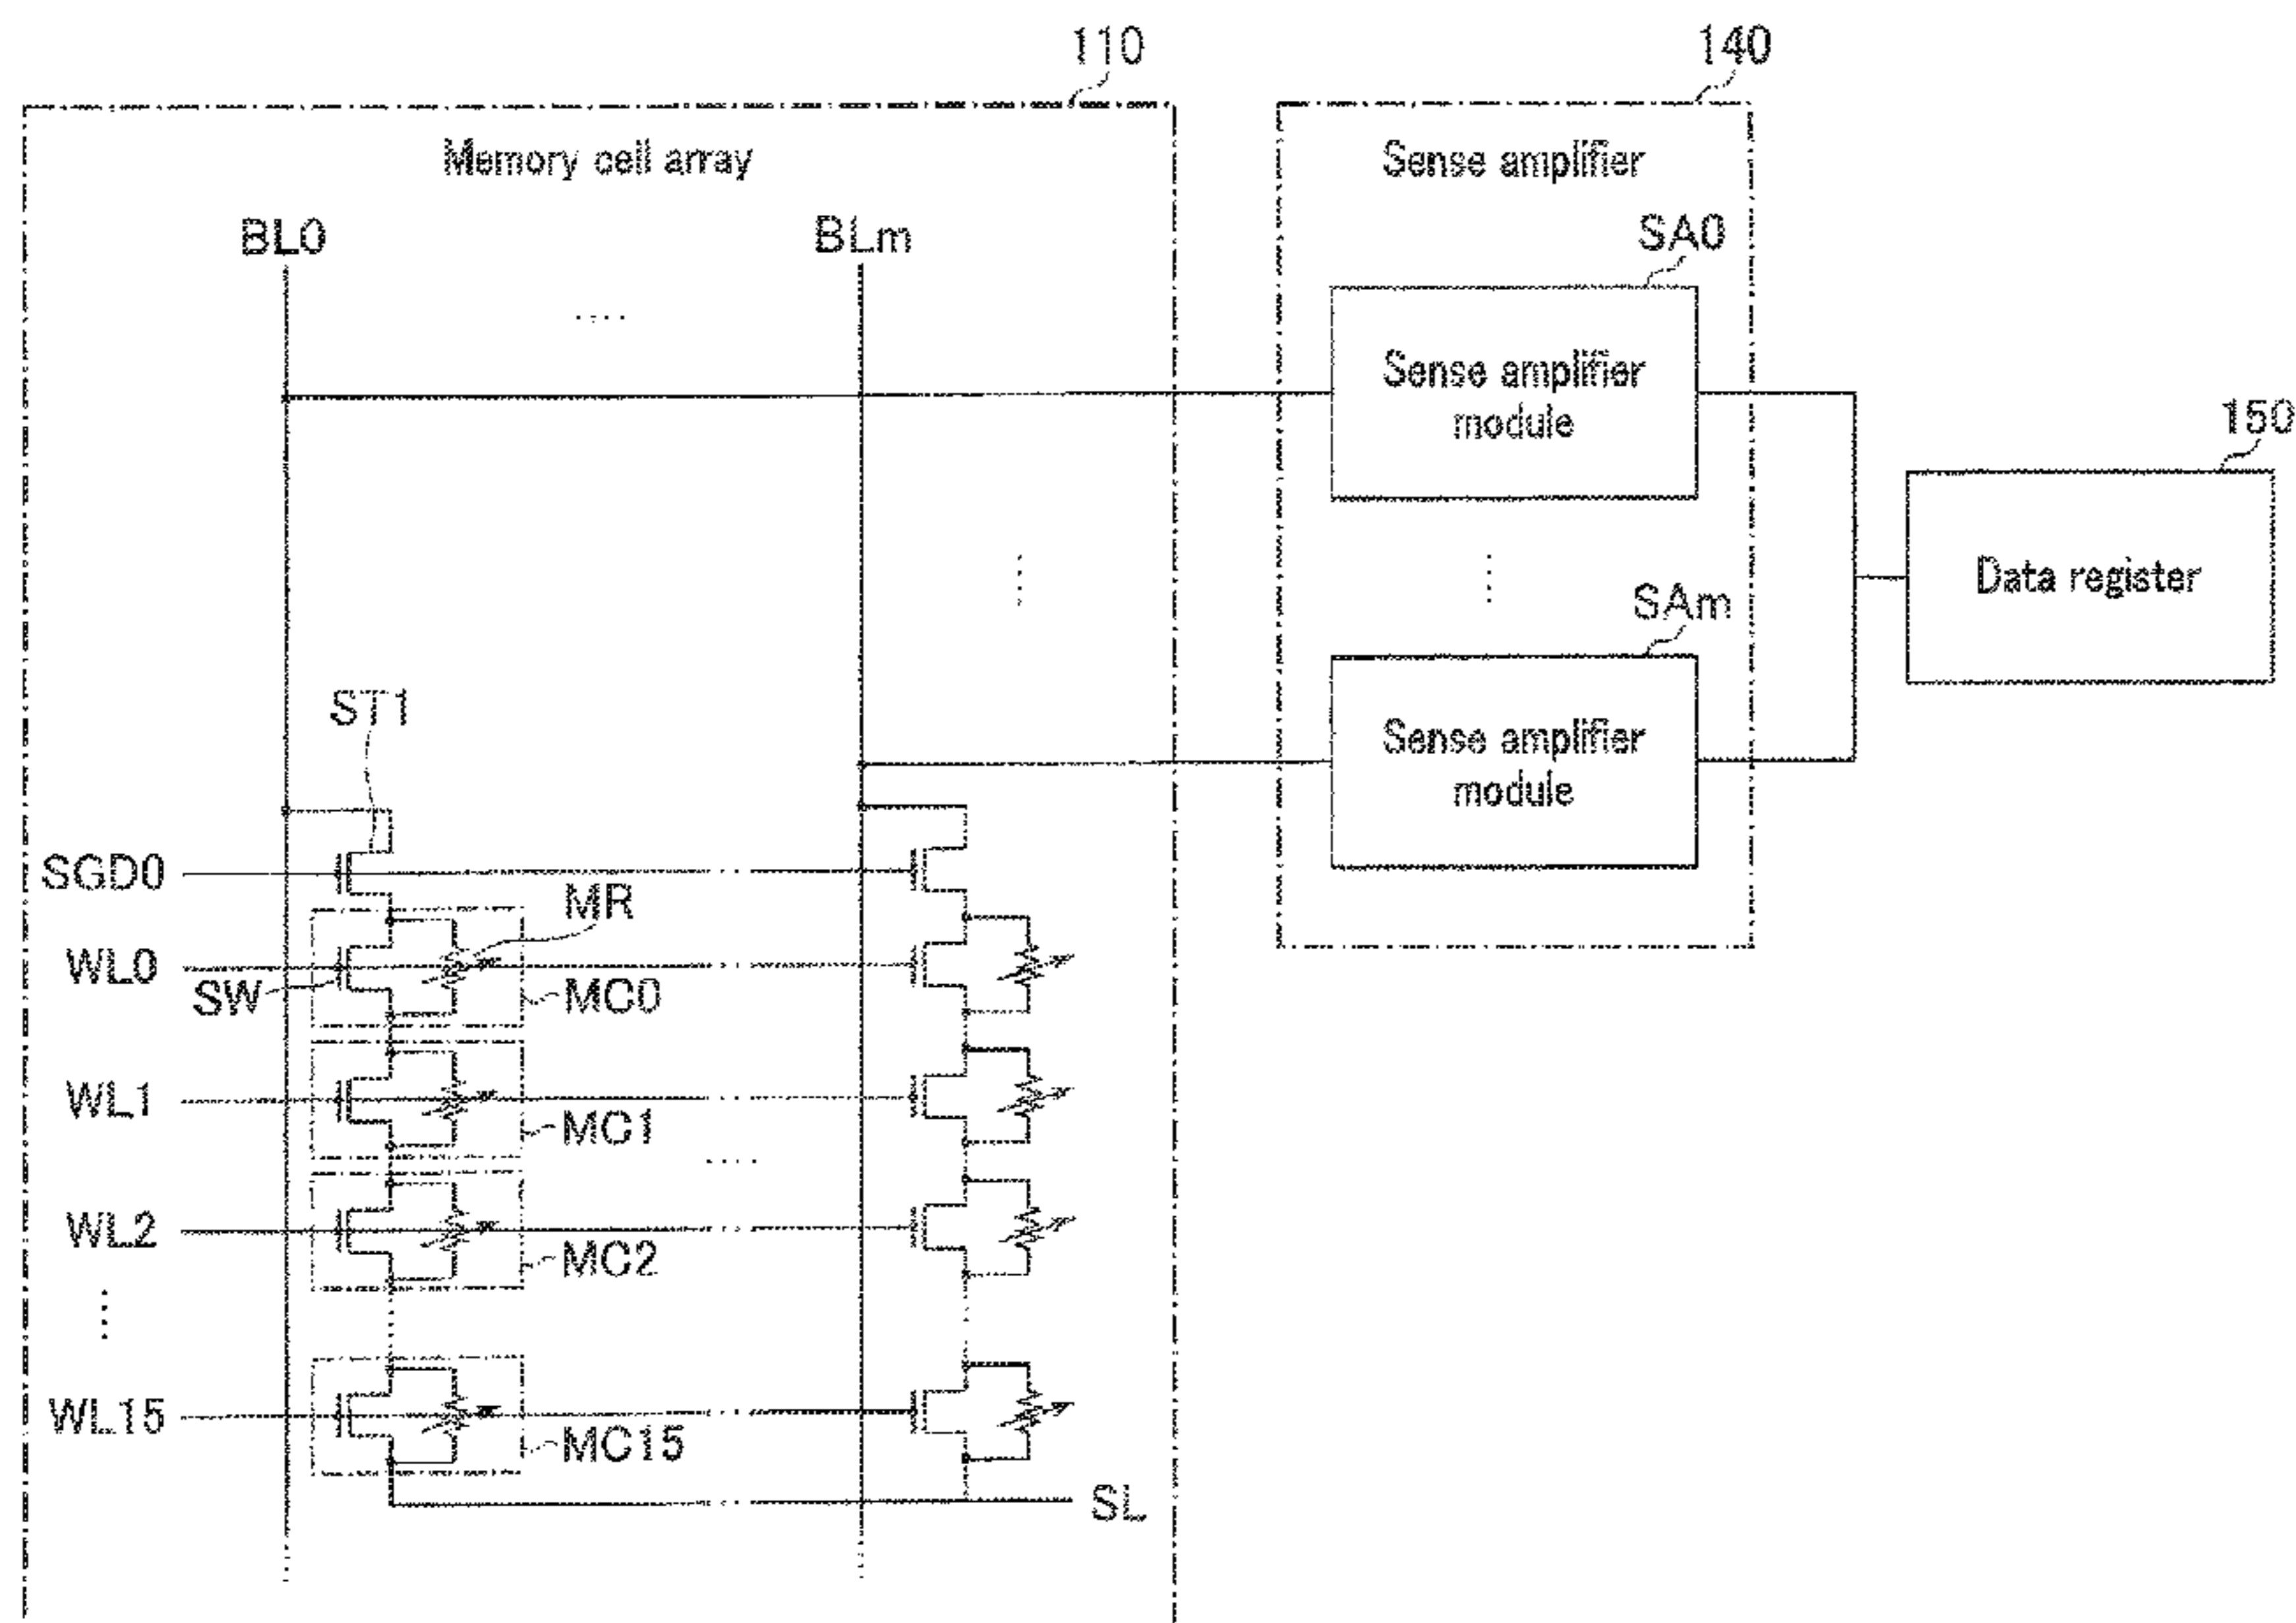 110
140
Memory cell array
Sense amplifier
BL0
BLm
SA0
Sense amplifier
module
150
Data register
SAm
ST1
Sense amplifier
module
SGD0
MR
WL0
SW
MC0
WL1
MC1
WL2
MC2
WL15
MC15
SL